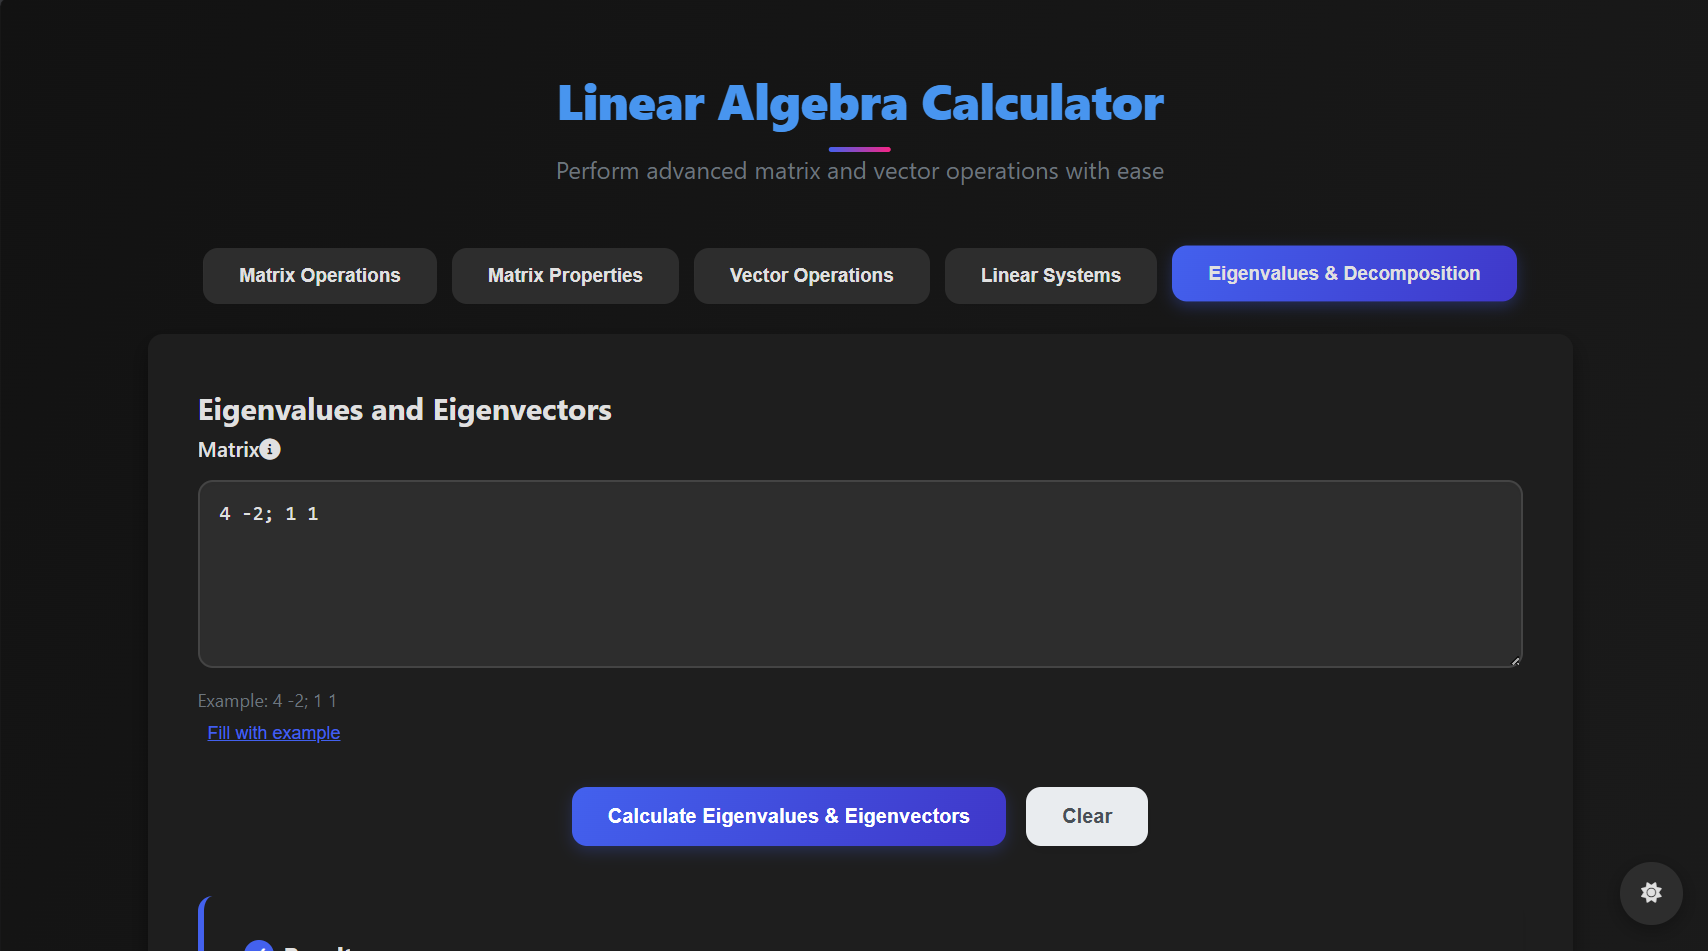 Linear Algebra Calculator
Perform advanced matrix and vector operations with ease
Matrix Operations
Matrix Properties
Vector Operations
Linear Systems
Eigenvalues & Decomposition
Eigenvalues and Eigenvectors
Matrix
4 -2; 1 1
Example: 4 -2; 1 1
Fill with example
Calculate Eigenvalues & Eigenvectors
Clear